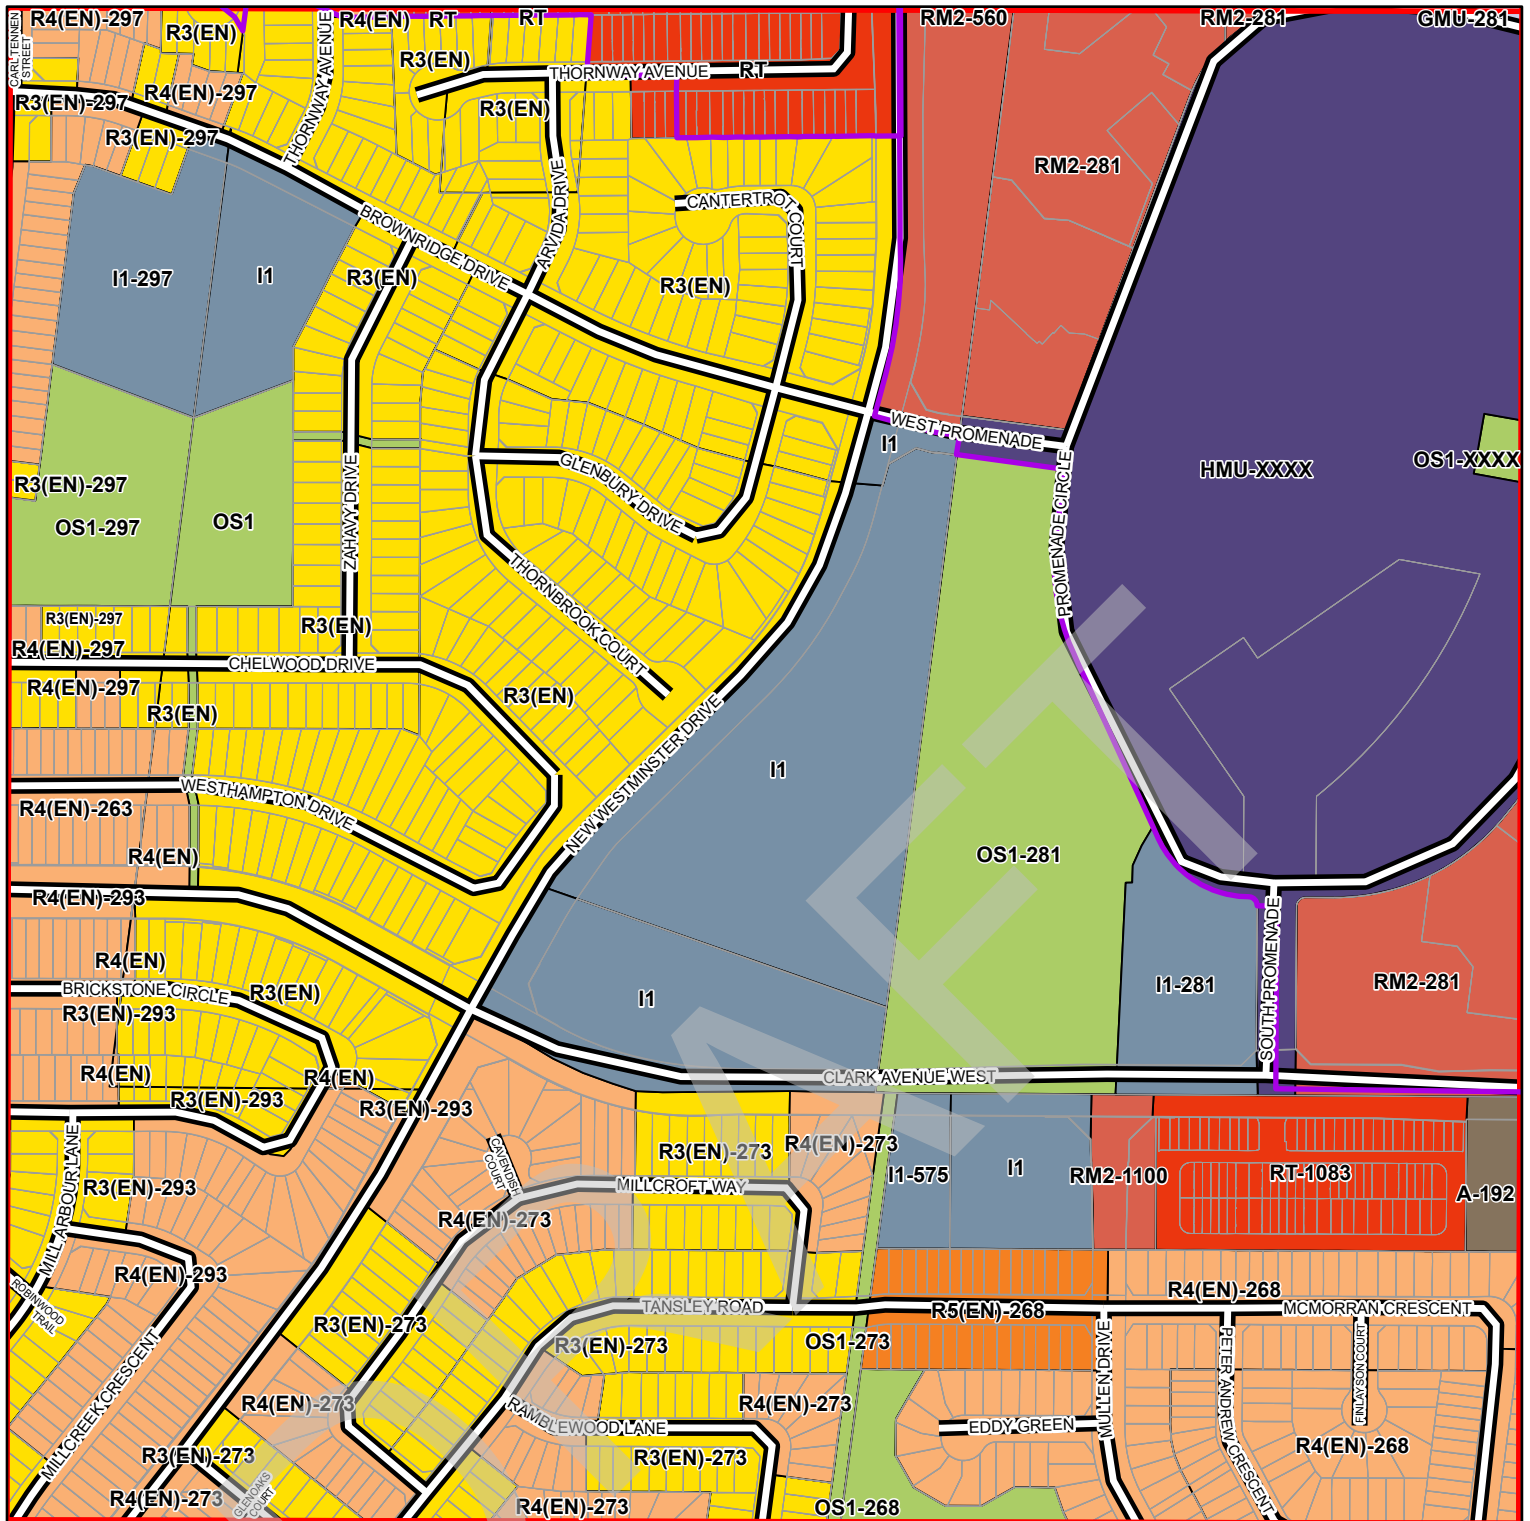 R4(EN)-297
R3(EN)
R4(EN)
RT
RT
RM2-560
RM2-281
GMU-281
CARL TENNEN
STREET
THORNWAY AVENUE
R3(EN)
THORNWAY AVENUE
RT
R3(EN)-297
R4(EN)-297
R3(EN)
R3(EN)-297
THORNWAY AVENUE
ARVIDA DRIVE
RM2-281
CANTERTROT COURT
BROWNRIDGE DRIVE
I1-297
I1
R3(EN)
R3(EN)
WEST PROMENADE
I1
R3(EN)-297
OS1-297
OS1
ZAHAVY DRIVE
GLENBURY DRIVE
PROMENADE CIRCLE
HMU-XXXX
OS1-XXXX
THORNBROOK COURT
R3(EN)-297
R3(EN)
R4(EN)-297
CHELWOOD DRIVE
R4(EN)-297
R3(EN)
R3(EN)
NEW WESTMINSTER DRIVE
I1
WESTHAMPTON DRIVE
R4(EN)-263
R4(EN)
OS1-281
R4(EN)-293
R4(EN)
BRICKSTONE CIRCLE
R3(EN)
R3(EN)-293
I1
I1-281
SOUTH PROMENADE
RM2-281
R4(EN)
R4(EN)
R3(EN)-293
R3(EN)-293
CLARK AVENUE WEST
MILL ARBOUR LANE
CAVENDISH
COURT
R3(EN)-273
R4(EN)-273
I1-575
I1
RM2-1100
RT-1083
A-192
R3(EN)-293
MILLCROFT WAY
R4(EN)-273
R4(EN)-293
ROBINWOOD
TRAIL
R3(EN)-273
TANSLEY ROAD
R5(EN)-268
R4(EN)-268
MCMORRAN CRESCENT
R3(EN)-273
OS1-273
MILLCREEK CRESCENT
MULLEN DRIVE
PETER ANDREW CRESCENT
FINLAYSON COURT
R4(EN)-273
RAMBLEWOOD LANE
R4(EN)-273
EDDY GREEN
R4(EN)-268
R3(EN)-273
R3(EN)-273
GLENOAKS
COURT
R4(EN)-273
R4(EN)-273
OS1-268
DRAFT